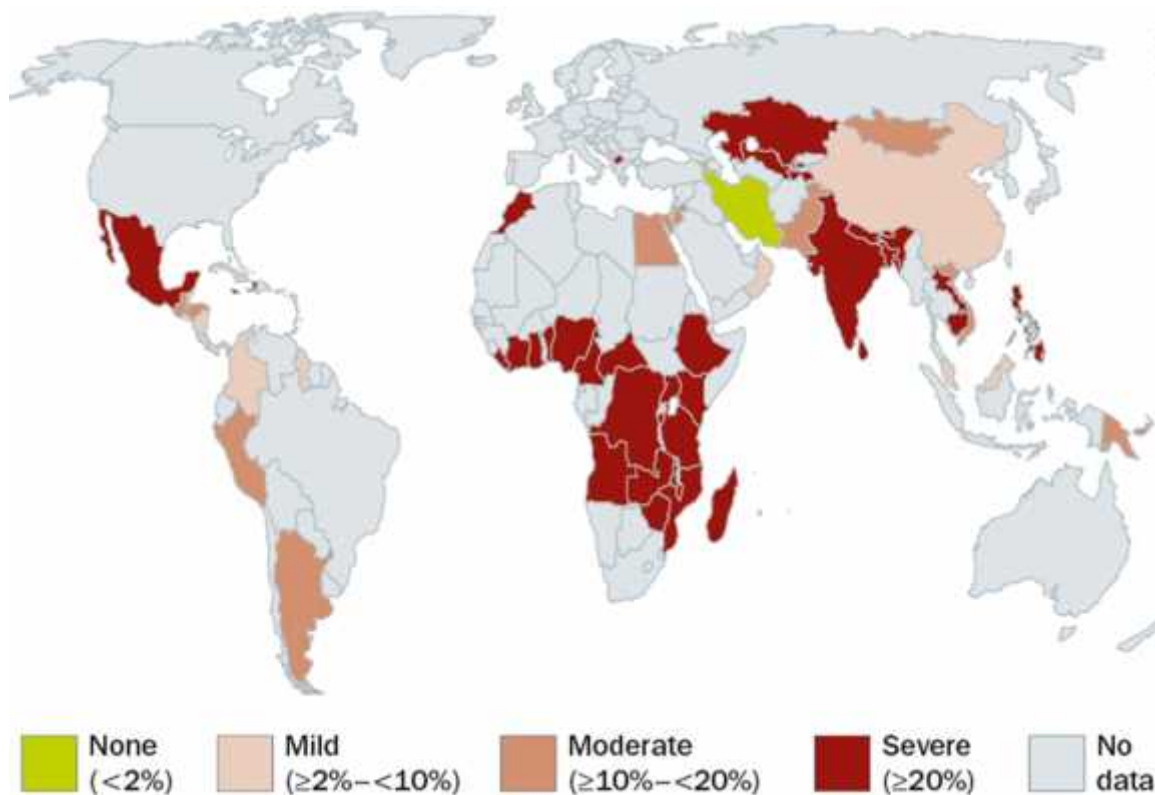 None
(<2%)
Mild
(≥2%–<10%)
Moderate
(≥10%–<20%)
Severe
(≥20%)
No
data